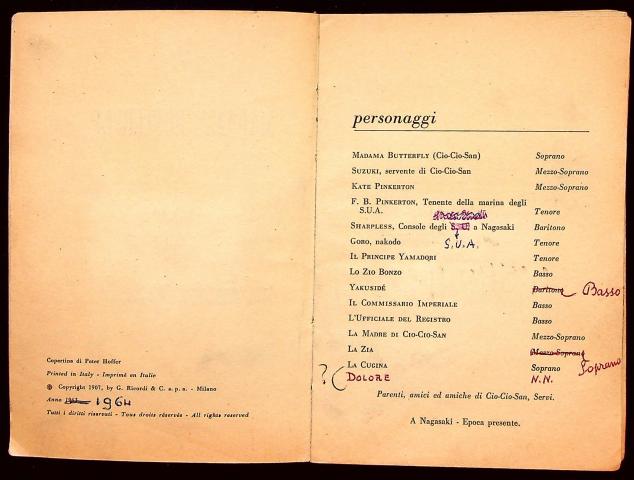 Copertina di Peter Hoffer
Printed in Italy - Imprimé en Italie
® Copyright 1907, by G. Ricordi & C. s. p. a. - Milano
Anno 1964
Tutti i diritti riservati - Tous droits réservés - All rights reserved
personaggi
MADAMA BUTTERFLY (Cio-Cio-San) Soprano
SUZUKI, servente di Cio-Cio-San Mezzo-Soprano
KATE PINKERTON Mezzo-Soprano
F. B. PINKERTON, Tenente della marina degli
S.U.A. Tenore
SHARPLESS, Console degli S.U. a Nagasaki Baritono
GORO, nakodo S.U.A. Tenore
IL PRINCIPE YAMADORI Tenore
LO ZIO BONZO Basso
YAKUSIDÉ Baritono Basso
IL COMMISSARIO IMPERIALE Basso
L'UFFICIALE DEL REGISTRO Basso
LA MADRE DI CIO-CIO-SAN Mezzo-Soprano
LA ZIA Mezzo-Soprano Soprano
LA CUGINA Soprano
?( DOLORE N.N.
Parenti, amici ed amiche di Cio-Cio-San, Servi.
A Nagasaki - Epoca presente.